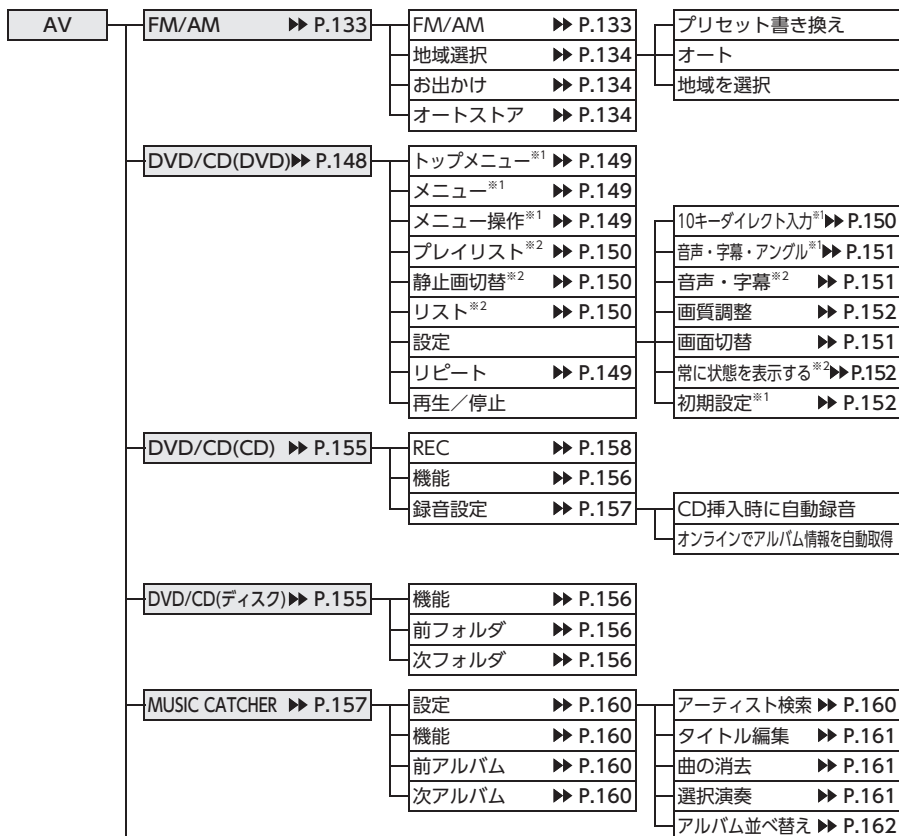 AV
FM/AM ▶▶ P.133
FM/AM ▶▶ P.133
地域選択 ▶▶ P.134
お出かけ ▶▶ P.134
オートストア ▶▶ P.134
プリセット書き換え
オート
地域を選択
DVD/CD(DVD)▶▶ P.148
トップメニュー※1 ▶▶ P.149
メニュー※1 ▶▶ P.149
メニュー操作※1 ▶▶ P.149
プレイリスト※2 ▶▶ P.150
静止画切替※2 ▶▶ P.150
リスト※2 ▶▶ P.150
設定
リピート ▶▶ P.149
再生／停止
10キーダイレクト入力※1▶▶ P.150
音声・字幕・アングル※1▶▶ P.151
音声・字幕※2 ▶▶ P.151
画質調整 ▶▶ P.152
画面切替 ▶▶ P.151
常に状態を表示する※2▶▶P.152
初期設定※1 ▶▶ P.152
DVD/CD(CD) ▶▶ P.155
REC ▶▶ P.158
機能 ▶▶ P.156
録音設定 ▶▶ P.157
CD挿入時に自動録音
オンラインでアルバム情報を自動取得
DVD/CD(ディスク)▶▶ P.155
機能 ▶▶ P.156
前フォルダ ▶▶ P.156
次フォルダ ▶▶ P.156
MUSIC CATCHER ▶▶ P.157
設定 ▶▶ P.160
機能 ▶▶ P.160
前アルバム ▶▶ P.160
次アルバム ▶▶ P.160
アーティスト検索 ▶▶ P.160
タイトル編集 ▶▶ P.161
曲の消去 ▶▶ P.161
選択演奏 ▶▶ P.161
アルバム並べ替え ▶▶ P.162